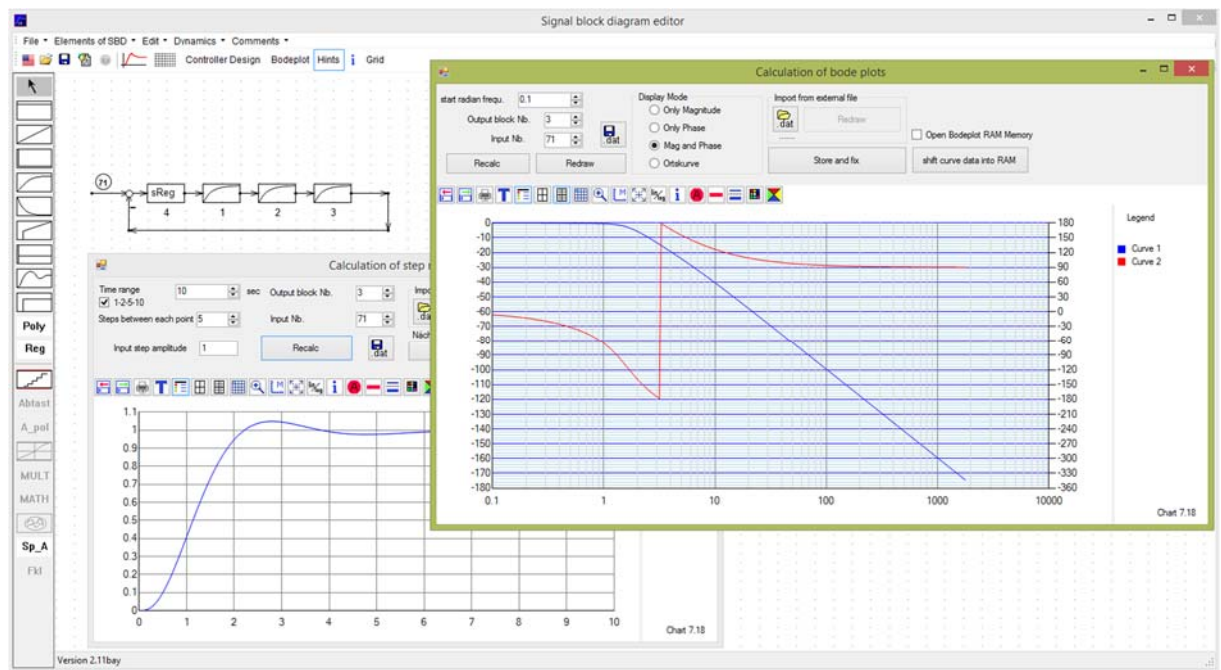 Signal block diagram editor
File Elements of SBD Edit Dynamics Comments
Controller Design Bodeplot Hints i Grid
Poly
Reg
Abtast
A_pol
MULT
MATH
Sp_A
Fkt
71
sReg
4 1 2 3
Calculation of step
Time range 10 sec Output block Nb. 3
1-2-5-10
Steps between each point 5 Input Nb. 71
Input step amplitude 1 Recalc .dat
1.1
1
0.9
0.8
0.7
0.6
0.5
0.4
0.3
0.2
0.1
0
0 1 2 3 4 5 6 7 8 9 10
Chart 7.18
Calculation of bode plots
start radian frequ. 0.1
Output block Nb. 3
Input Nb. 71
.dat
Recalc Redraw
Display Mode
Only Magnitude
Only Phase
Mag and Phase
Ortskurve
Import from external file
.dat Redraw
Store and fix
Open Bodeplot RAM Memory
shift curve data into RAM
0 180
-10 150
-20 120
-30 90
-40 60
-50 30
-60 0
-70 -30
-80 -60
-90 -90
-100 -120
-110 -150
-120 -180
-130 -210
-140 -240
-150 -270
-160 -300
-170 -330
-180 -360
0.1 1 10 100 1000 10000
Legend
Curve 1
Curve 2
Chart 7.18
Version 2.11bay